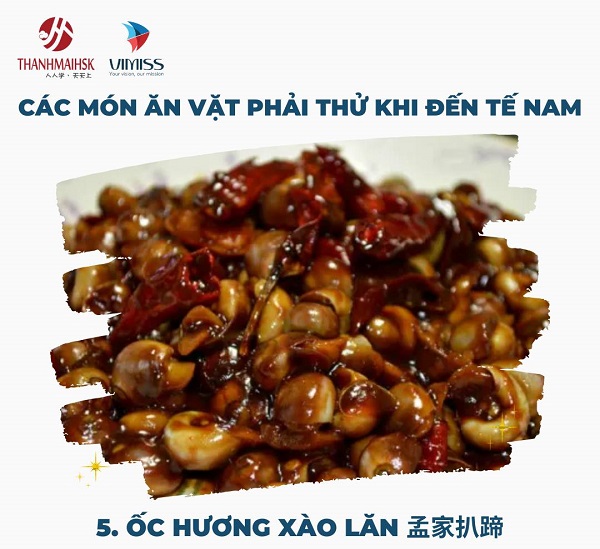 THANHMAIHSK
人人学·天天上
VIMISS
Your vision, our mission
CÁC MÓN ĂN VẶT PHẢI THỬ KHI ĐẾN TẾ NAM
5. ỐC HƯƠNG XÀO LĂN 孟家扒蹄